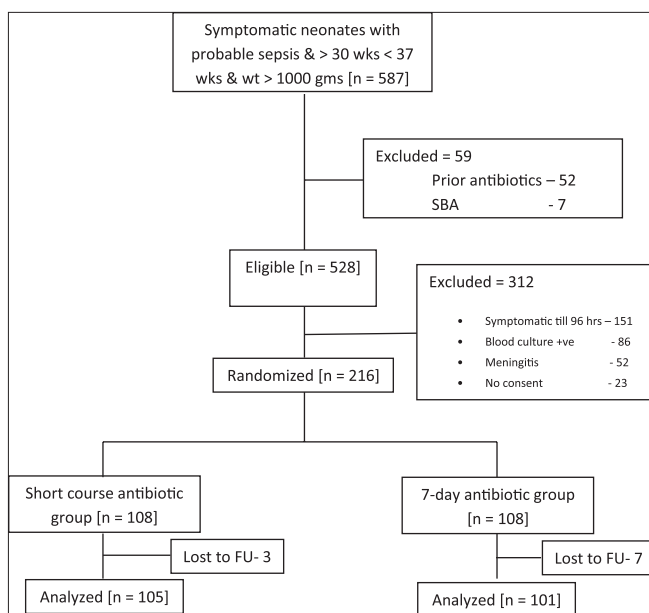 Symptomatic neonates with
probable sepsis & > 30 wks < 37
wks & wt > 1000 gms [n = 587]
Excluded = 59
Prior antibiotics – 52
SBA - 7
Eligible [n = 528]
Excluded = 312
• Symptomatic till 96 hrs – 151
• Blood culture +ve - 86
• Meningitis - 52
• No consent - 23
Randomized [n = 216]
Short course antibiotic
group [n = 108]
7-day antibiotic group
[n = 108]
Lost to FU- 3
Lost to FU- 7
Analyzed [n = 105]
Analyzed [n = 101]